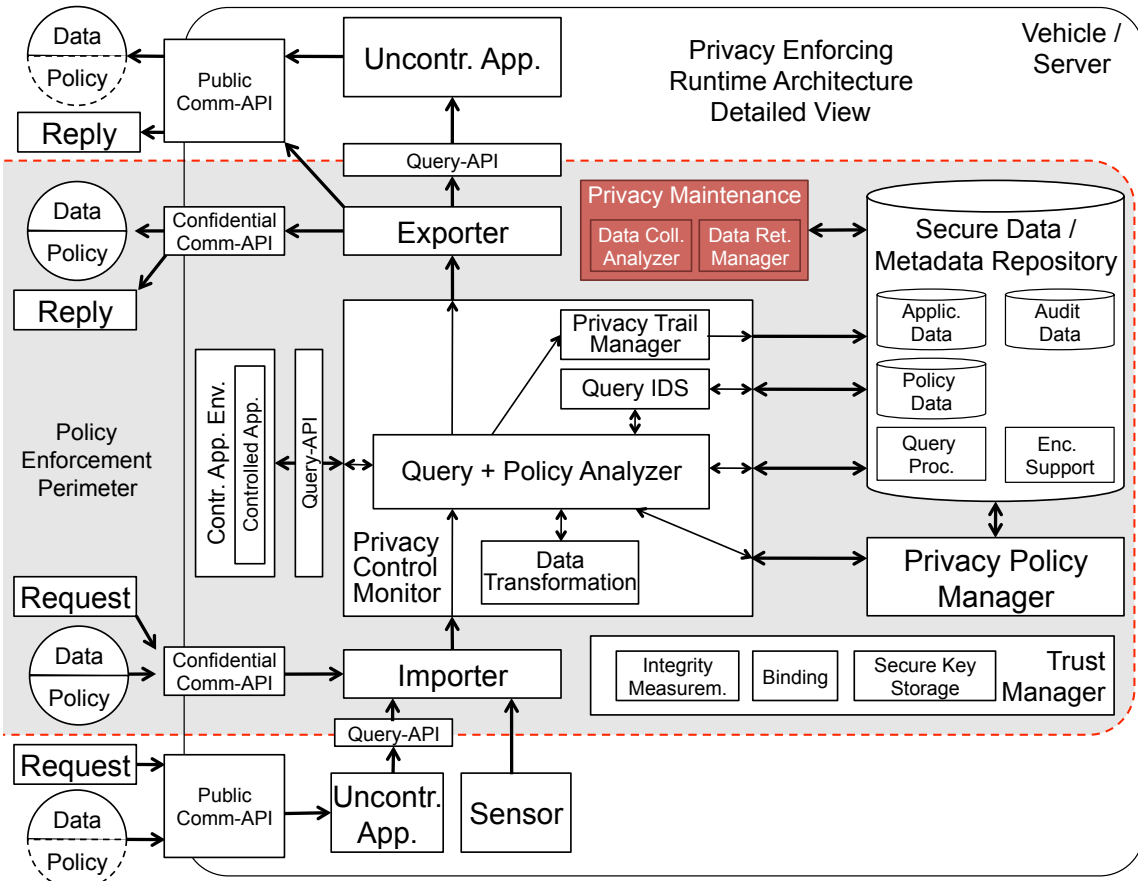 Data
Policy
Reply
Public
Comm-API
Uncontr. App.
Privacy Enforcing
Runtime Architecture
Detailed View
Vehicle /
Server
Query-API
Data
Policy
Reply
Confidential
Comm-API
Exporter
Privacy Maintenance
Data Coll.
Analyzer
Data Ret.
Manager
Secure Data /
Metadata Repository
Applic.
Data
Audit
Data
Policy
Data
Query
Proc.
Enc.
Support
Privacy Trail
Manager
Query IDS
Policy
Enforcement
Perimeter
Contr. App. Env.
Controlled App.
Query-API
Query + Policy Analyzer
Privacy
Control
Monitor
Data
Transformation
Privacy Policy
Manager
Request
Data
Policy
Confidential
Comm-API
Importer
Integrity
Measurem.
Binding
Secure Key
Storage
Trust
Manager
Query-API
Request
Data
Policy
Public
Comm-API
Uncontr.
App.
Sensor